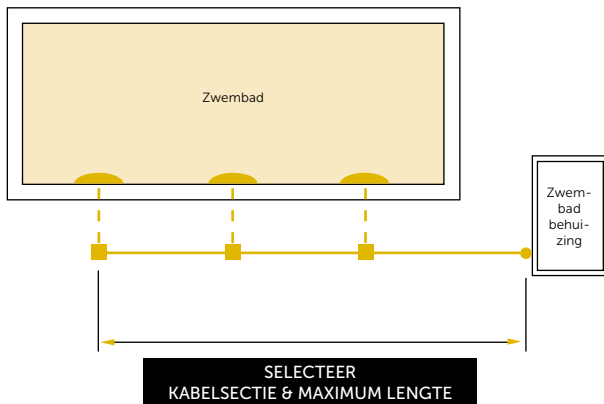 Zwembad
Zwem-
bad
behui-
zing
SELECTEER
KABELSECTIE & MAXIMUM LENGTE